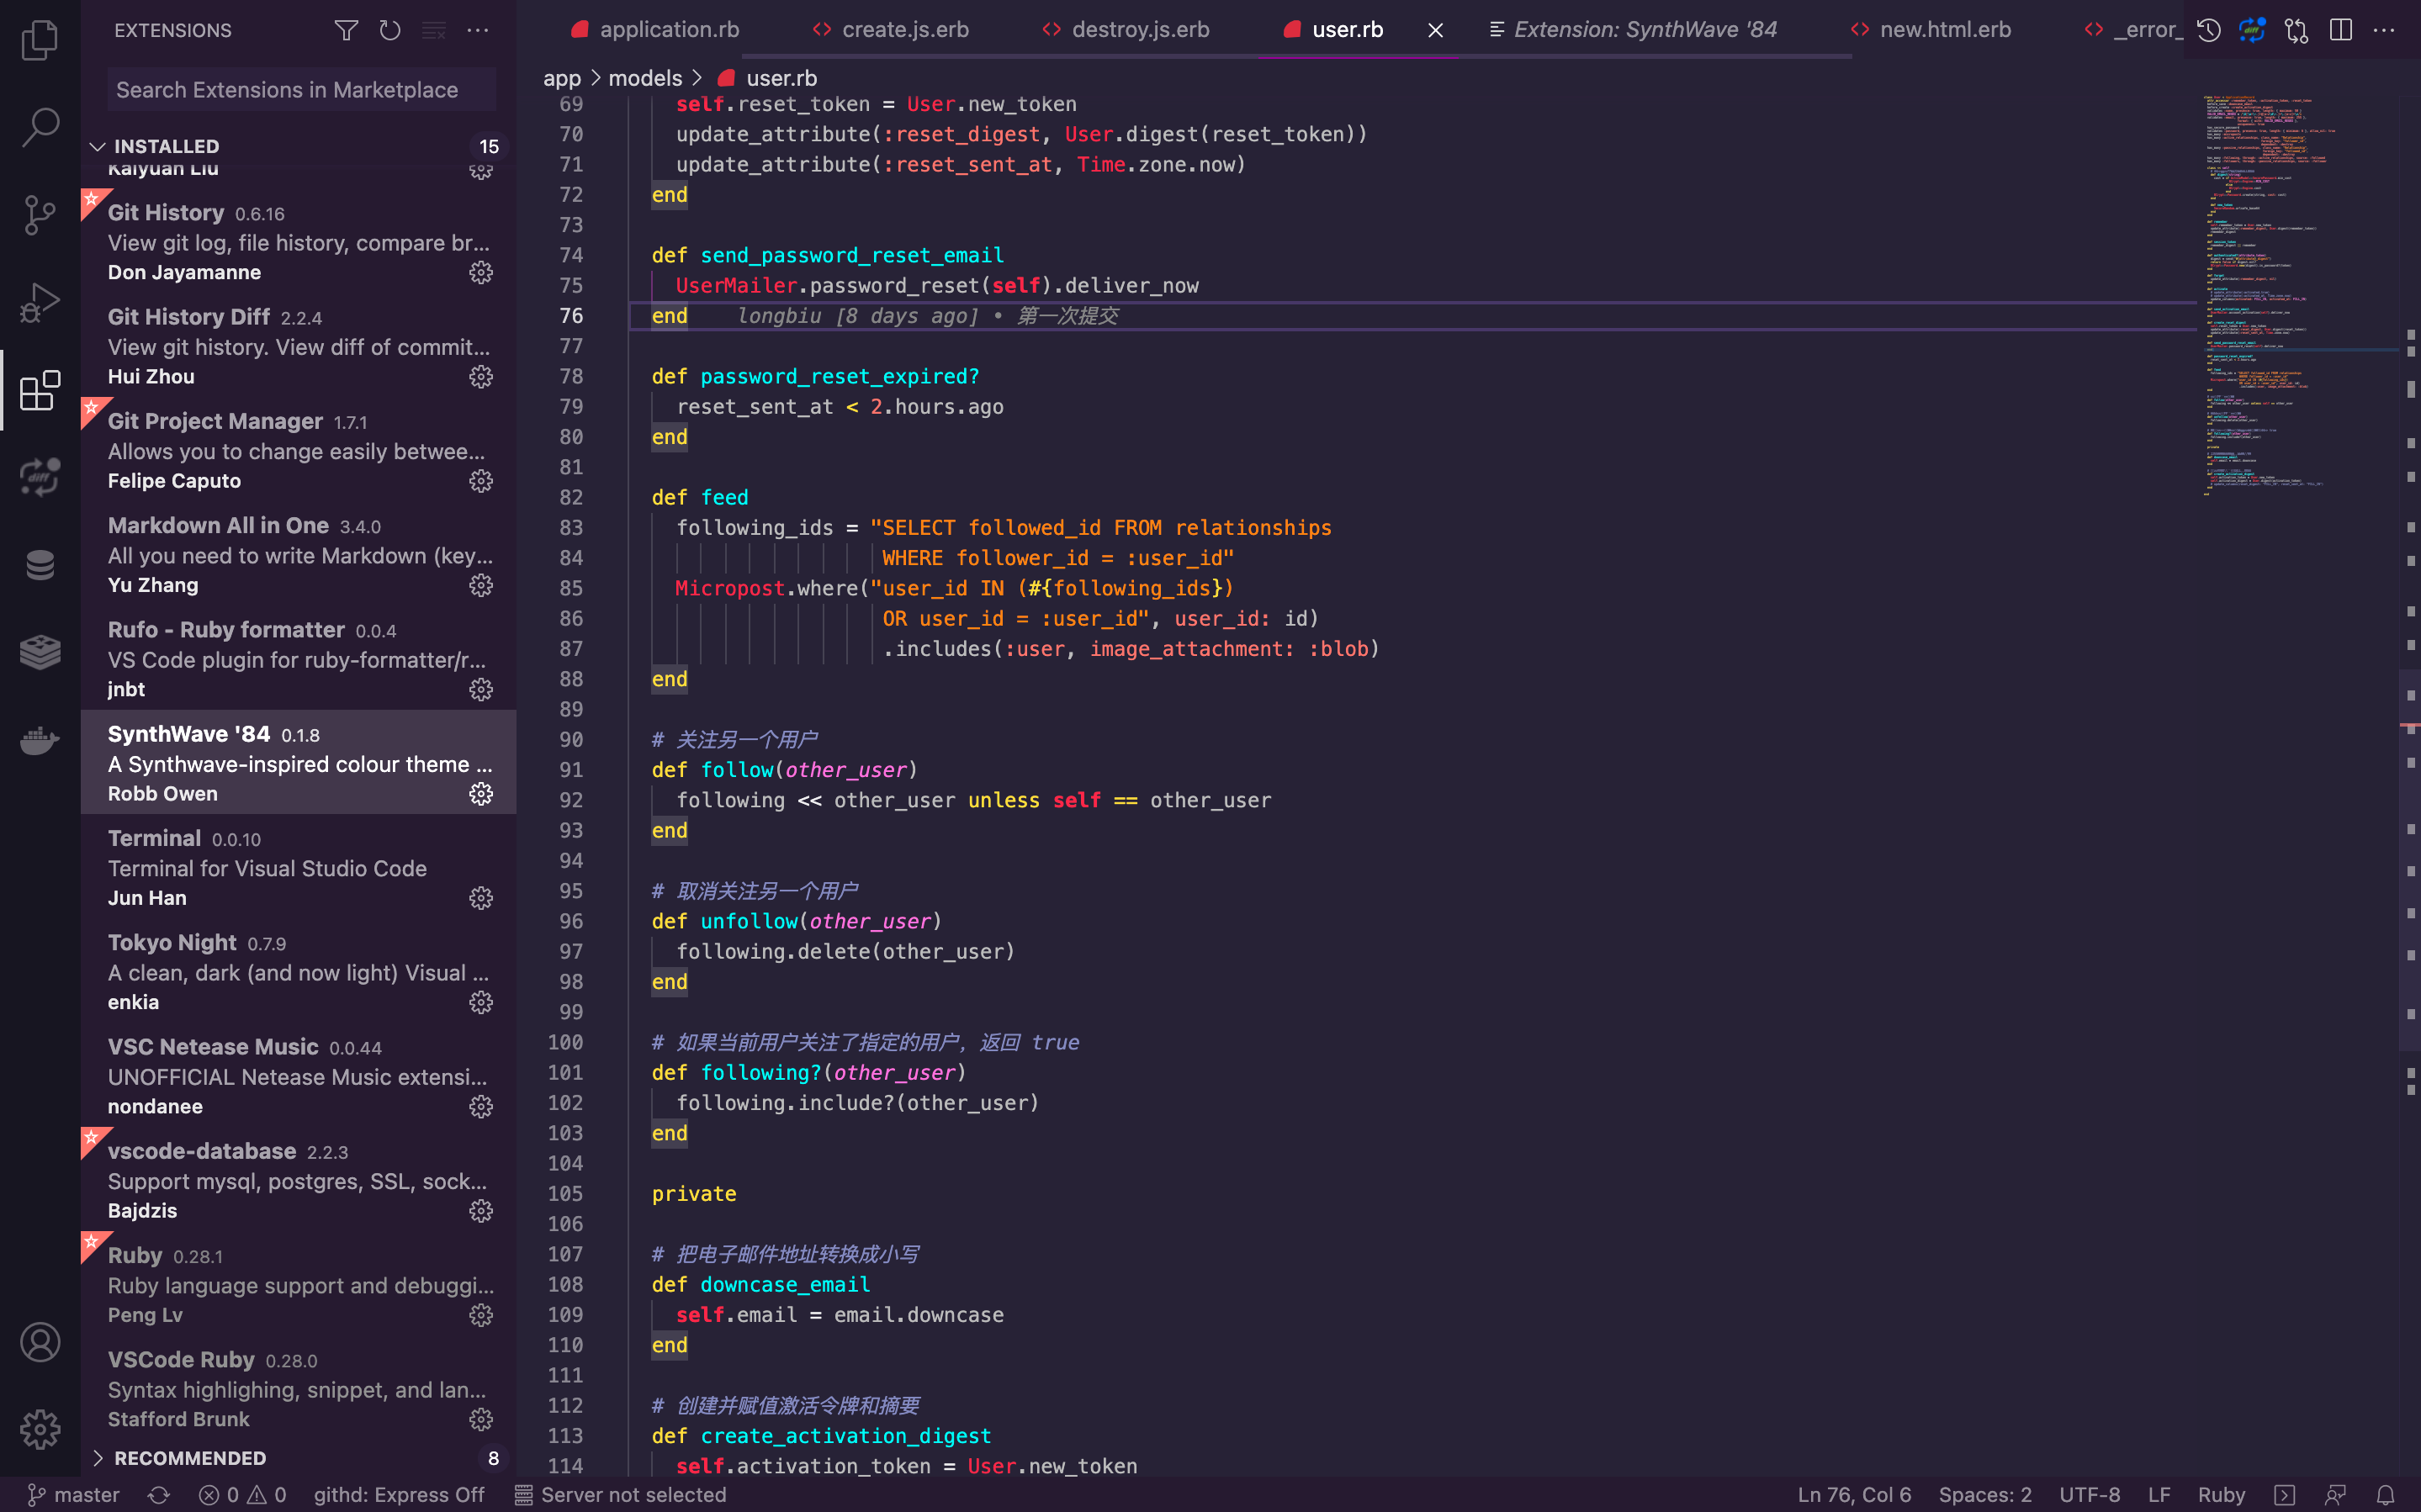 EXTENSIONS
Search Extensions in Marketplace
INSTALLED 15
Kaiyuan Liu
Git History 0.6.16
View git log, file history, compare br...
Don Jayamanne
Git History Diff 2.2.4
View git history. View diff of commit...
Hui Zhou
Git Project Manager 1.7.1
Allows you to change easily betwee...
Felipe Caputo
Markdown All in One 3.4.0
All you need to write Markdown (key...
Yu Zhang
Rufo - Ruby formatter 0.0.4
VS Code plugin for ruby-formatter/r...
jnbt
SynthWave '84 0.1.8
A Synthwave-inspired colour theme ...
Robb Owen
Terminal 0.0.10
Terminal for Visual Studio Code
Jun Han
Tokyo Night 0.7.9
A clean, dark (and now light) Visual ...
enkia
VSC Netease Music 0.0.44
UNOFFICIAL Netease Music extensi...
nondanee
vscode-database 2.2.3
Support mysql, postgres, SSL, sock...
Bajdzis
Ruby 0.28.1
Ruby language support and debuggi...
Peng Lv
VSCode Ruby 0.28.0
Syntax highlighing, snippet, and lan...
Stafford Brunk
RECOMMENDED 8
application.rb create.js.erb destroy.js.erb user.rb Extension: SynthWave '84 new.html.erb _error_
app > models > user.rb
69 self.reset_token = User.new_token
70 update_attribute(:reset_digest, User.digest(reset_token))
71 update_attribute(:reset_sent_at, Time.zone.now)
72 end
73
74 def send_password_reset_email
75 UserMailer.password_reset(self).deliver_now
76 end longbiu [8 days ago] • 第一次提交
77
78 def password_reset_expired?
79 reset_sent_at < 2.hours.ago
80 end
81
82 def feed
83 following_ids = "SELECT followed_id FROM relationships
84 WHERE follower_id = :user_id"
85 Micropost.where("user_id IN (#{following_ids})
86 OR user_id = :user_id", user_id: id)
87 .includes(:user, image_attachment: :blob)
88 end
89
90 # 关注另一个用户
91 def follow(other_user)
92 following << other_user unless self == other_user
93 end
94
95 # 取消关注另一个用户
96 def unfollow(other_user)
97 following.delete(other_user)
98 end
99
100 # 如果当前用户关注了指定的用户，返回 true
101 def following?(other_user)
102 following.include?(other_user)
103 end
104
105 private
106
107 # 把电子邮件地址转换成小写
108 def downcase_email
109 self.email = email.downcase
110 end
111
112 # 创建并赋值激活令牌和摘要
113 def create_activation_digest
114 self.activation_token = User.new_token
master 0 0 githd: Express Off Server not selected Ln 76, Col 6 Spaces: 2 UTF-8 LF Ruby